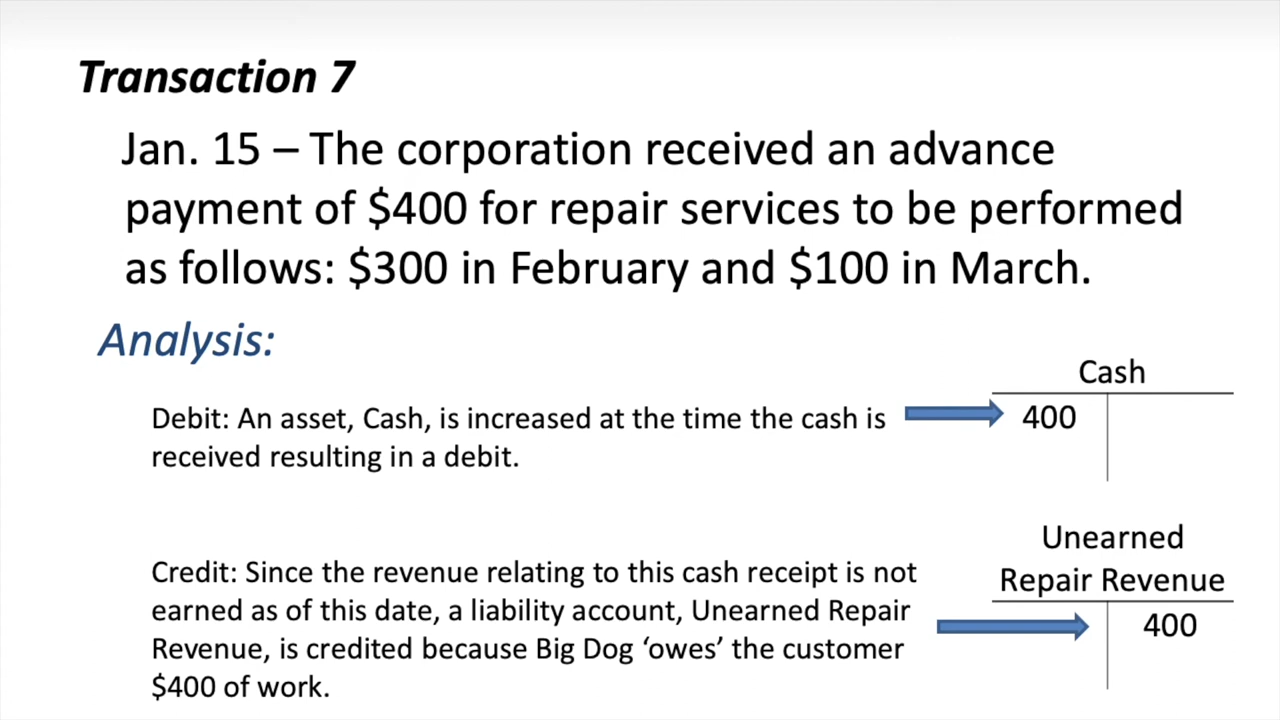 Transaction 7
Jan. 15 – The corporation received an advance
payment of $400 for repair services to be performed
as follows: $300 in February and $100 in March.
Analysis:
Cash
Debit: An asset, Cash, is increased at the time the cash is
received resulting in a debit.
400
Unearned
Repair Revenue
Credit: Since the revenue relating to this cash receipt is not
earned as of this date, a liability account, Unearned Repair
Revenue, is credited because Big Dog ‘owes’ the customer
$400 of work.
400